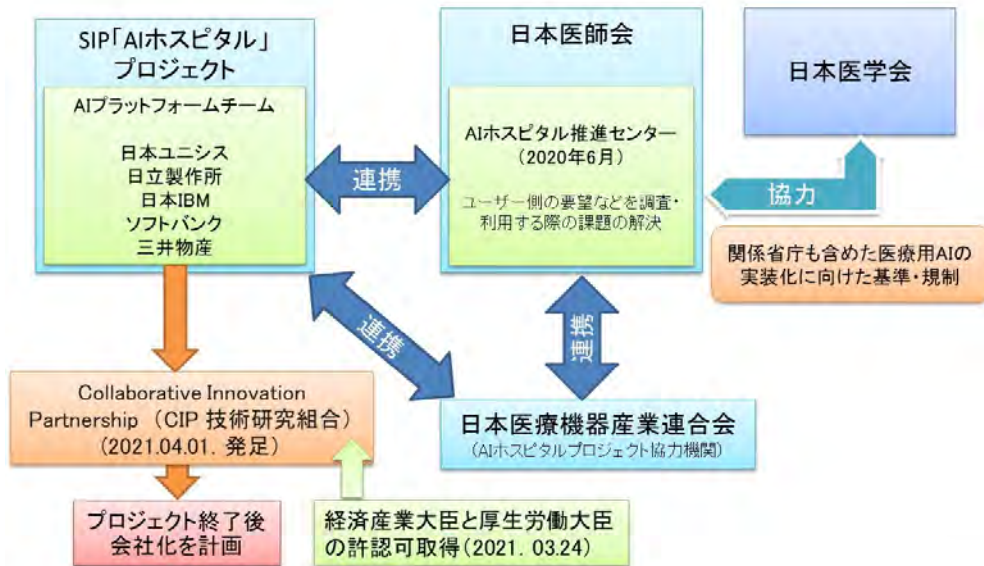 SIP「AIホスピタル」
プロジェクト
AIプラットフォームチーム
日本ユニシス
日立製作所
日本IBM
ソフトバンク
三井物産
連携
日本医師会
AIホスピタル推進センター
(2020年6月)
ユーザー側の要望などを調査・
利用する際の課題の解決
日本医学会
協力
関係省庁も含めた医療用AIの
実装化に向けた基準・規制
連携
連携
Collaborative Innovation
Partnership (CIP 技術研究組合)
(2021.04.01. 発足)
日本医療機器産業連合会
(AIホスピタルプロジェクト協力機関)
プロジェクト終了後
会社化を計画
経済産業大臣と厚生労働大臣
の許認可取得(2021. 03.24)